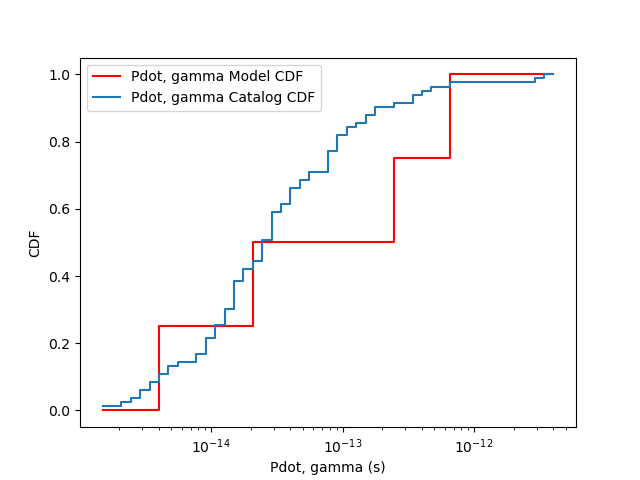 Pdot, gamma Model CDF
Pdot, gamma Catalog CDF
1.0
0.8
0.6
0.4
0.2
0.0
CDF
10⁻¹⁴ 10⁻¹³ 10⁻¹²
Pdot, gamma (s)